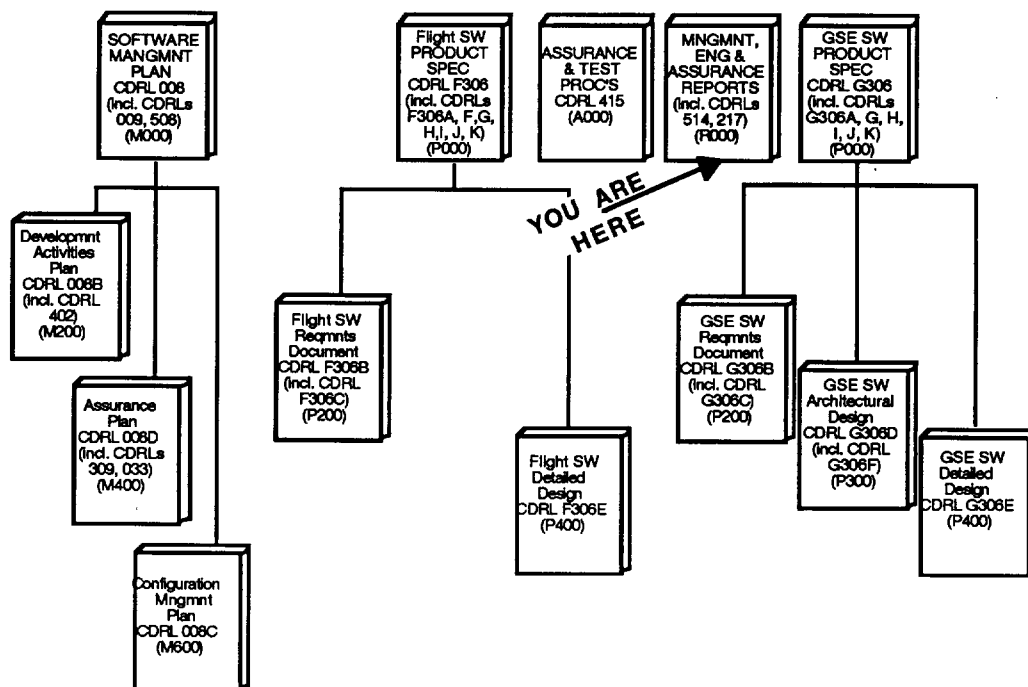 SOFTWARE
MANGMNT
PLAN
CDRL 008
(incl. CDRLs
009, 508)
(M000)
Flight SW
PRODUCT
SPEC
CDRL F306
(incl. CDRLs
F306A, F,G,
H,I, J, K)
(P000)
ASSURANCE
& TEST
PROC'S
CDRL 415
(A000)
MNGMNT,
ENG &
ASSURANCE
REPORTS
(incl. CDRLs
514, 217)
(R000)
GSE SW
PRODUCT
SPEC
CDRL G306
(incl. CDRLs
G306A, G, H,
I, J, K)
(P000)
YOU ARE
HERE
Developmnt
Activities
Plan
CDRL 008B
(incl. CDRL
402)
(M200)
Flight SW
Reqmnts
Document
CDRL F306B
(incl. CDRL
F306C)
(P200)
GSE SW
Reqmnts
Document
CDRL G306B
(incl. CDRL
G306C)
(P200)
Assurance
Plan
CDRL 008D
(incl. CDRLs
309, 033)
(M400)
GSE SW
Architectural
Design
CDRL G306D
(incl. CDRL
G306F)
(P300)
Flight SW
Detailed
Design
CDRL F306E
(P400)
GSE SW
Detailed
Design
CDRL G306E
(P400)
Configuration
Mngmnt
Plan
CDRL 008C
(M600)